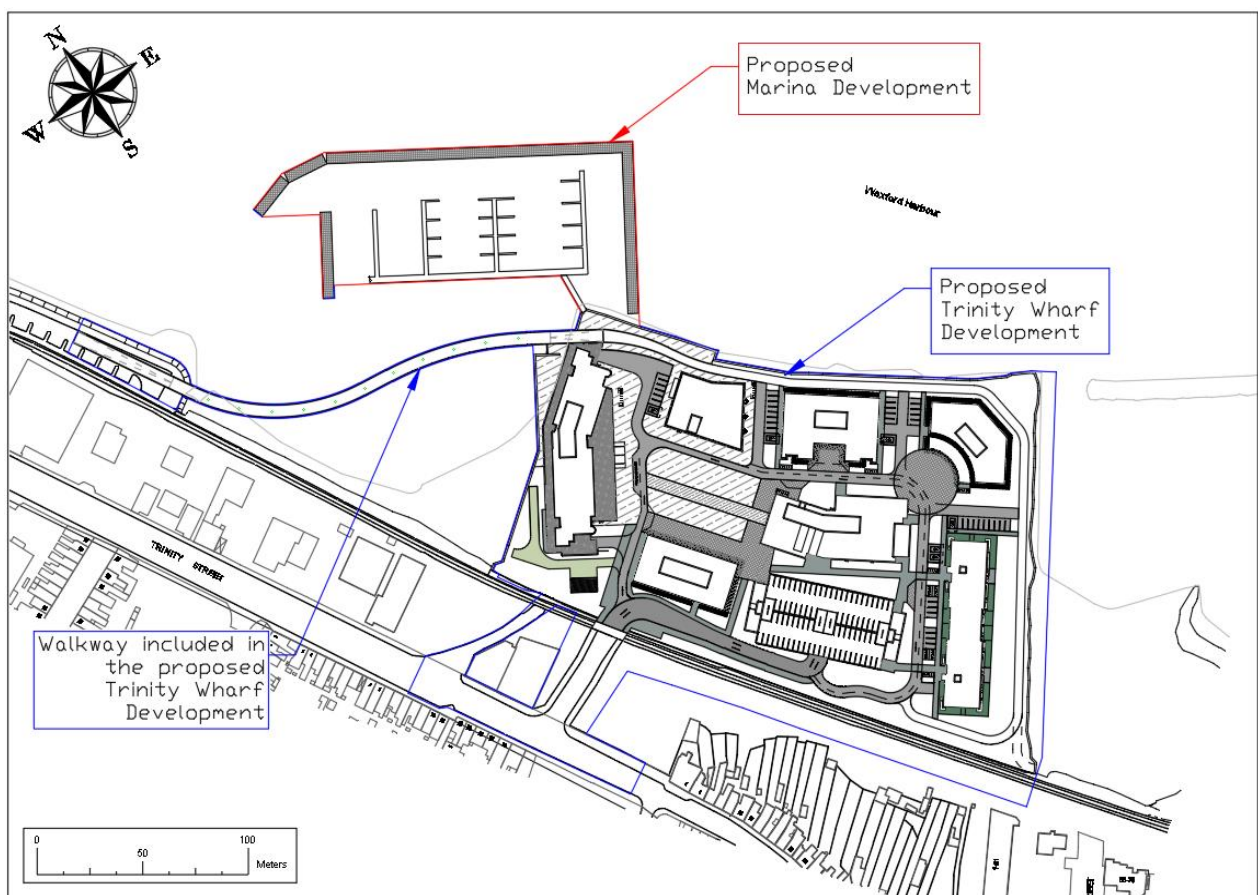 N
E
W
S
Proposed
Marina Development
Wexford Harbour
Proposed
Trinity Wharf
Development
TRINITY STREET
Walkway included in
the proposed
Trinity Wharf
Development
0
100
50
Meters